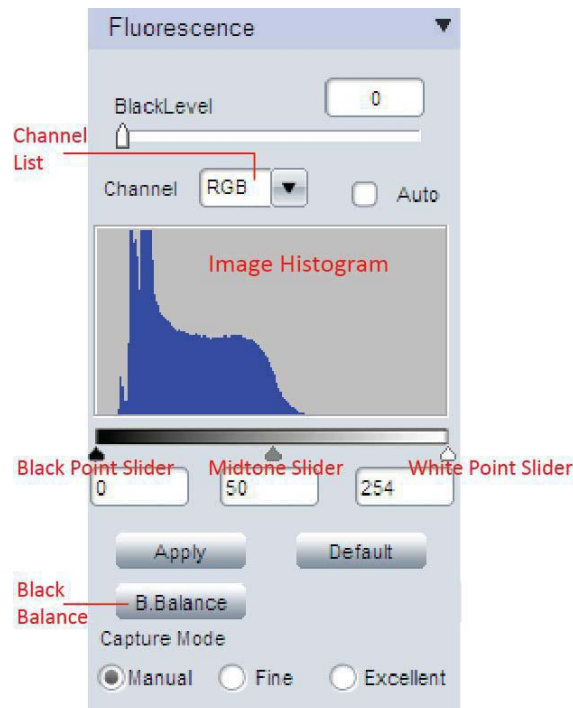 Fluorescence
BlackLevel
0
Channel
List
Channel
RGB
Auto
Image Histogram
Black Point Slider
Midtone Slider
White Point Slider
0
50
254
Apply
Default
Black
Balance
B.Balance
Capture Mode
Manual
Fine
Excellent